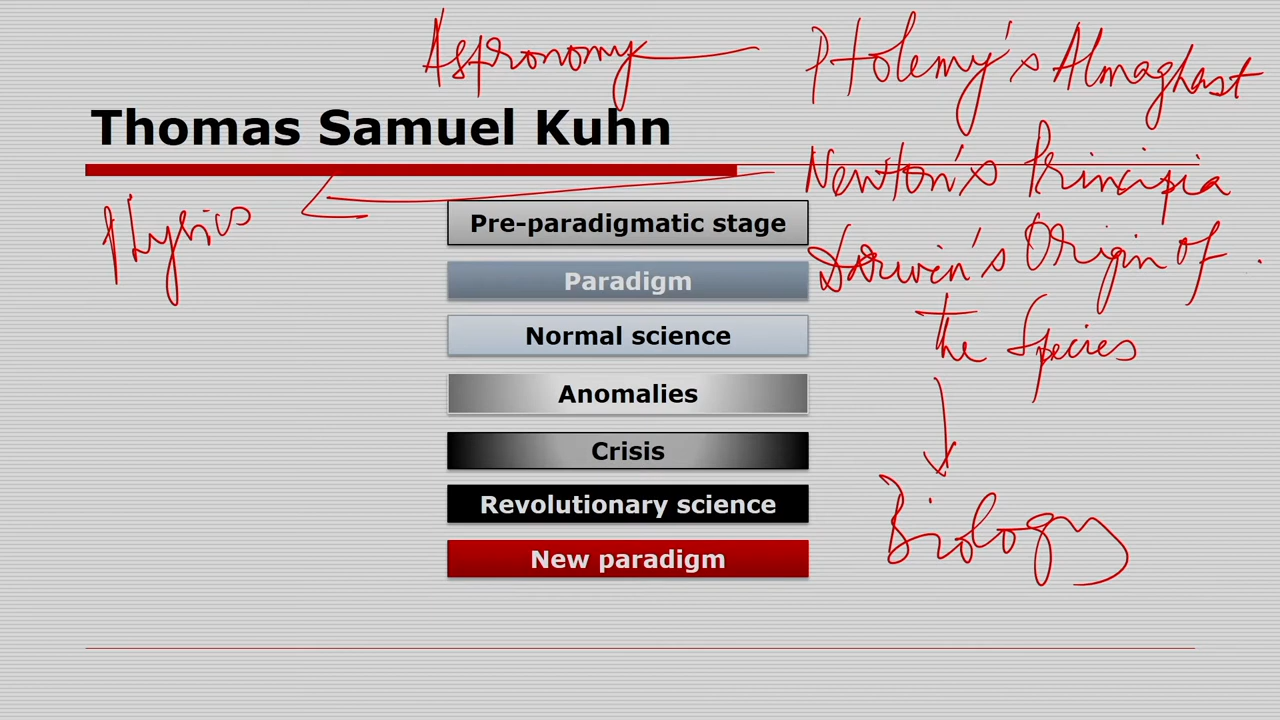 Astronomy Ptolemy's Almaghast
Thomas Samuel Kuhn
Newton's Principia
Physics
Pre-paradigmatic stage
Darwin's Origin of
Paradigm
the Species
Normal science
Anomalies
Crisis
Revolutionary science
Biology
New paradigm